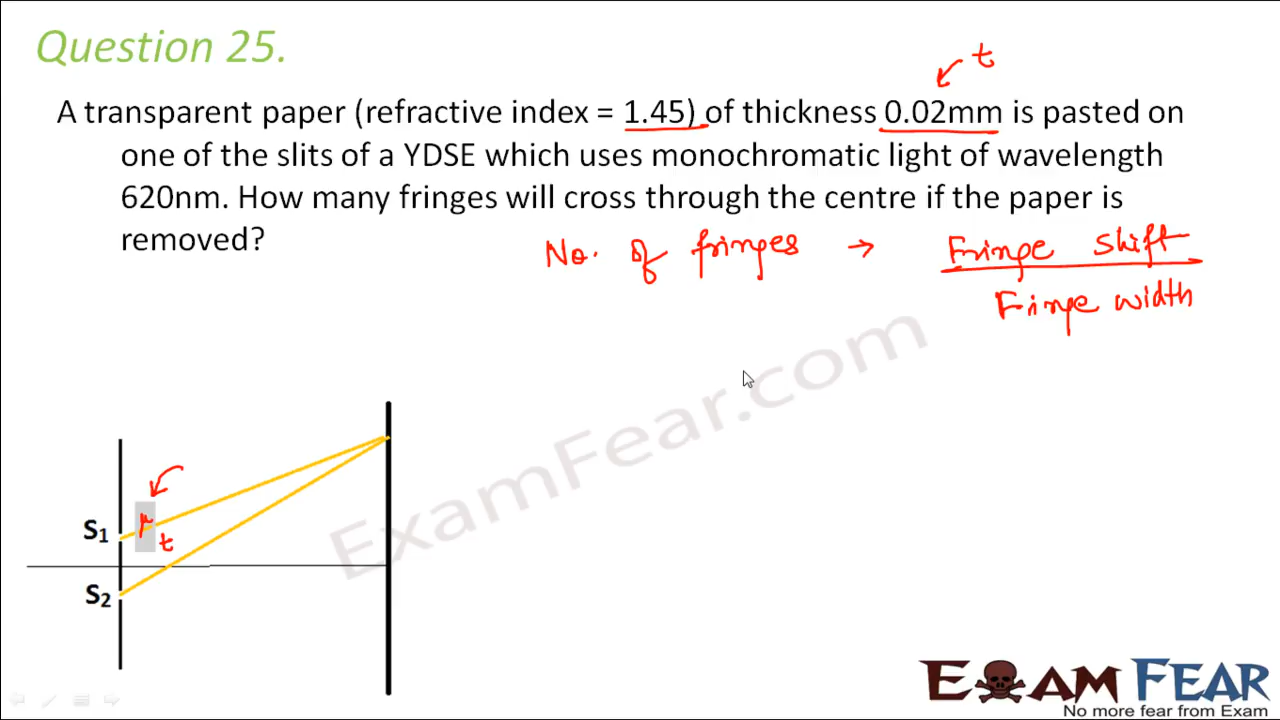 Question 25.
t
A transparent paper (refractive index = 1.45) of thickness 0.02mm is pasted on
one of the slits of a YDSE which uses monochromatic light of wavelength
620nm. How many fringes will cross through the centre if the paper is
removed?
No. of fringes → Fringe shift
Fringe width
ExamFear.com
S1
μ
t
S2
EXAM FEAR
No more fear from Exam